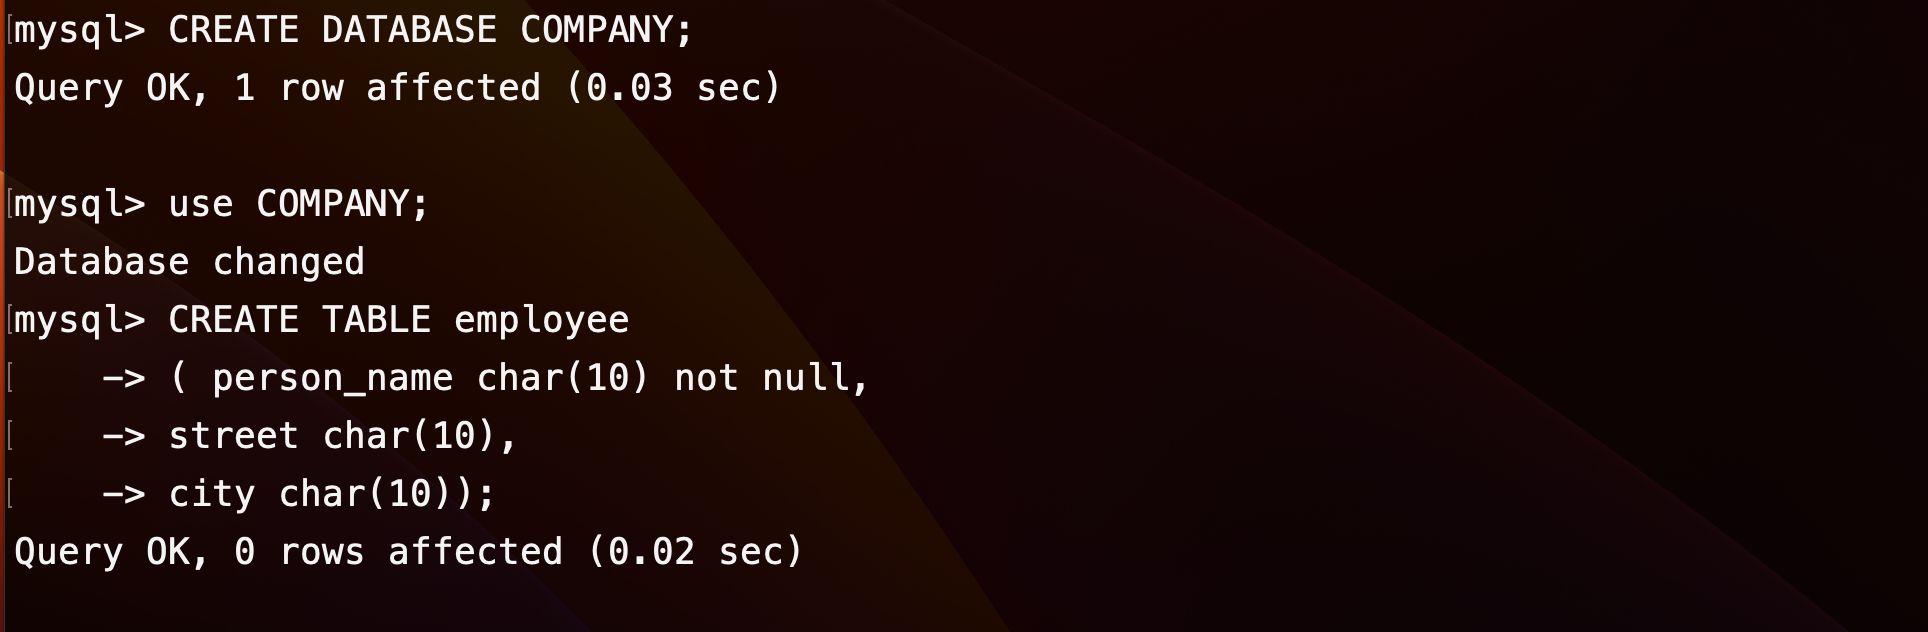 mysql> CREATE DATABASE COMPANY;
Query OK, 1 row affected (0.03 sec)
mysql> use COMPANY;
Database changed
mysql> CREATE TABLE employee
    -> ( person_name char(10) not null,
    -> street char(10),
    -> city char(10));
Query OK, 0 rows affected (0.02 sec)